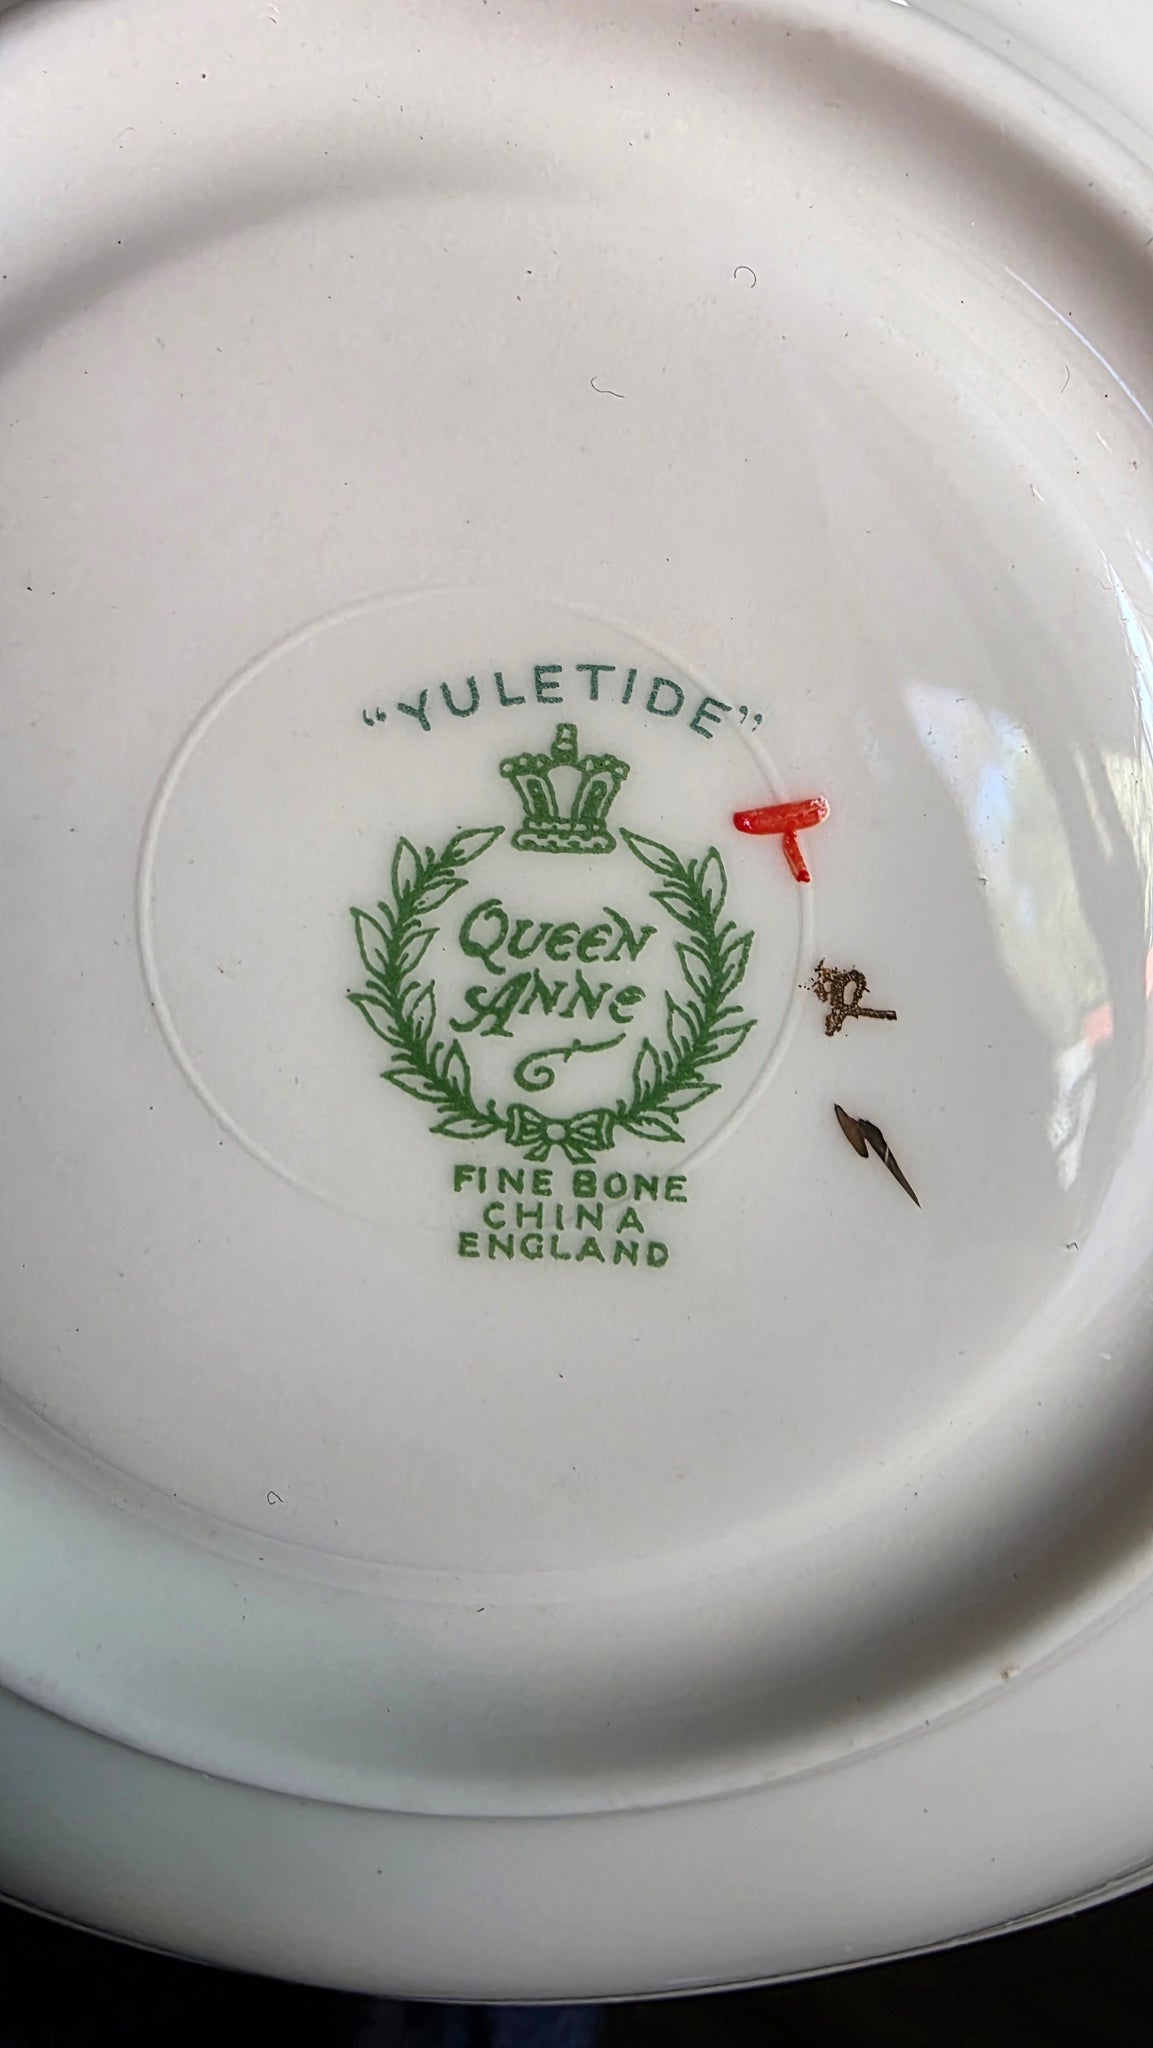 “YULETIDE”
QUEEN
ANNE
T
FINE BONE
CHINA
ENGLAND